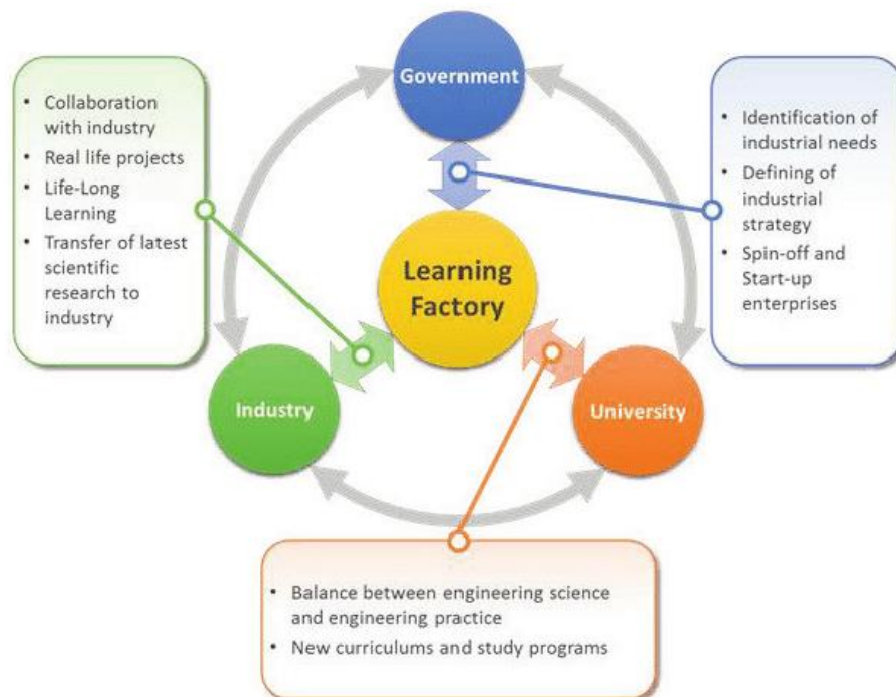 Government
• Collaboration
with industry
• Real life projects
• Life-Long
Learning
• Transfer of latest
scientific
research to
industry
• Identification of
industrial needs
• Defining of
industrial
strategy
• Spin-off and
Start-up
enterprises
Learning
Factory
Industry
University
• Balance between engineering science
and engineering practice
• New curriculums and study programs